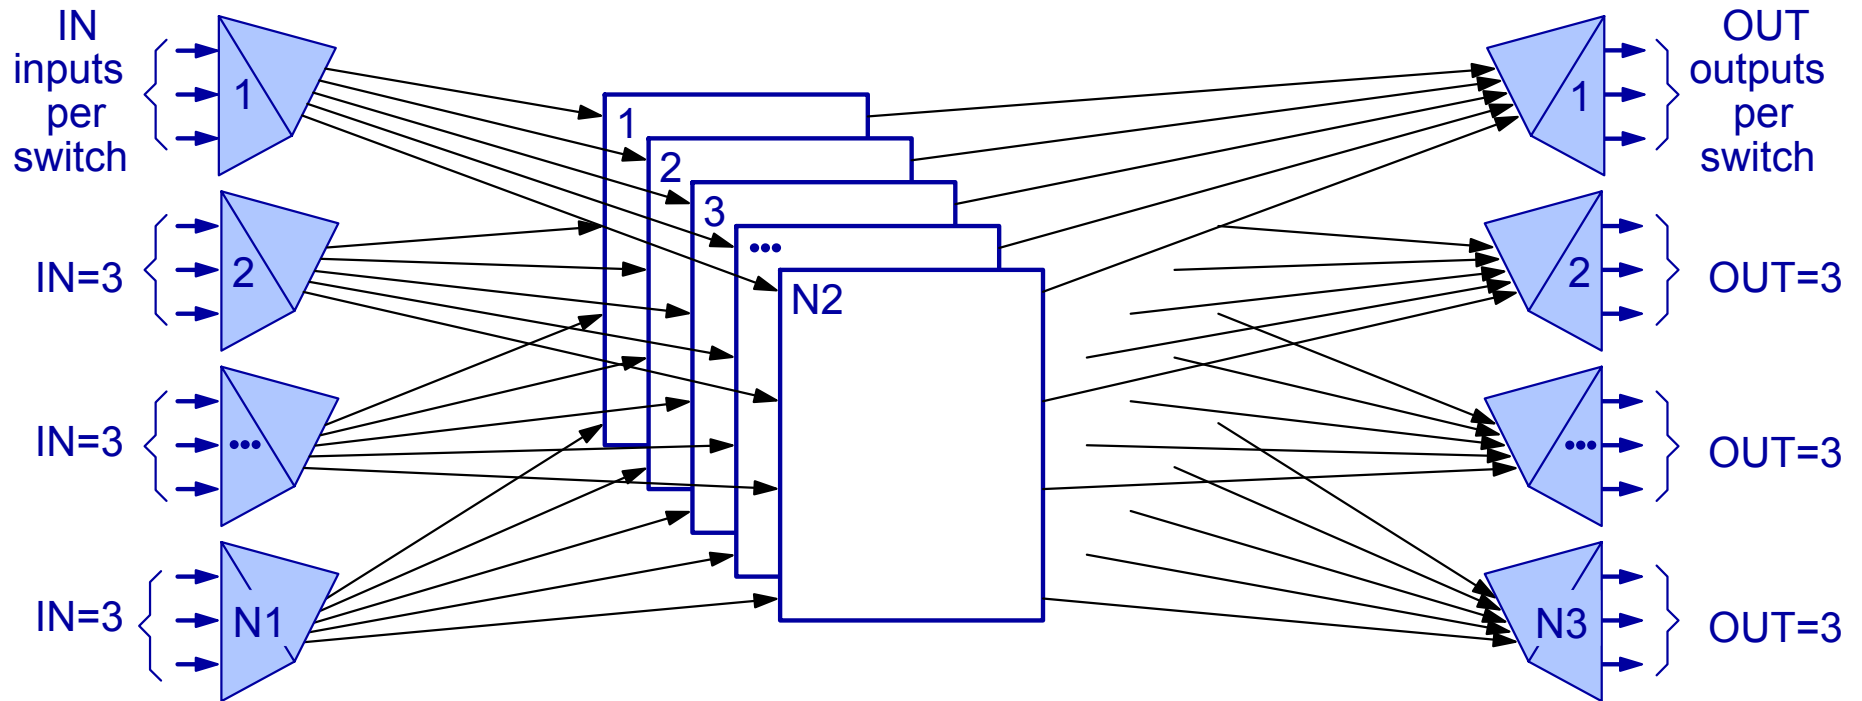 IN
inputs
per
switch
1
2
•••
N1
IN=3
IN=3
IN=3
1
2
3
•••
N2
1
2
•••
N3
OUT
outputs
per
switch
OUT=3
OUT=3
OUT=3